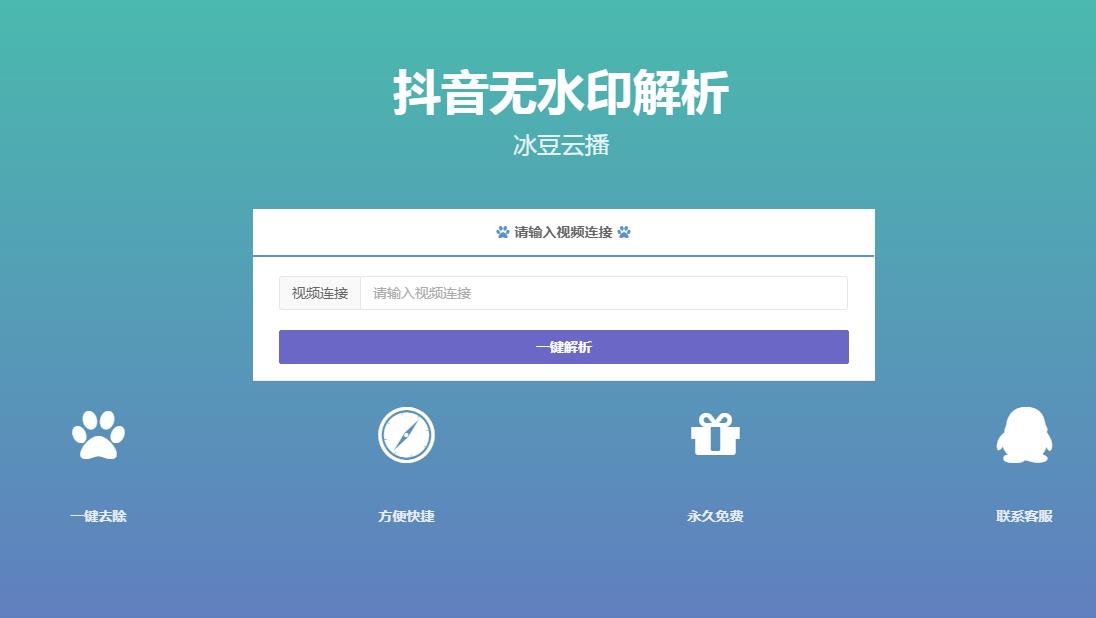 抖音无水印解析
冰豆云播
请输入视频连接
视频连接 请输入视频连接
一键解析
一键去除 方便快捷 永久免费 联系客服